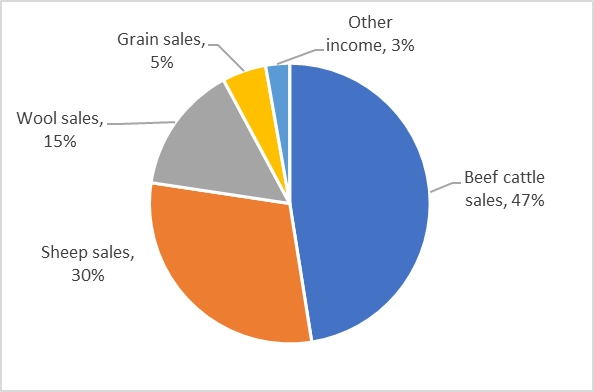 Other
income, 3%
Grain sales,
5%
Wool sales,
15%
Beef cattle
sales, 47%
Sheep sales,
30%